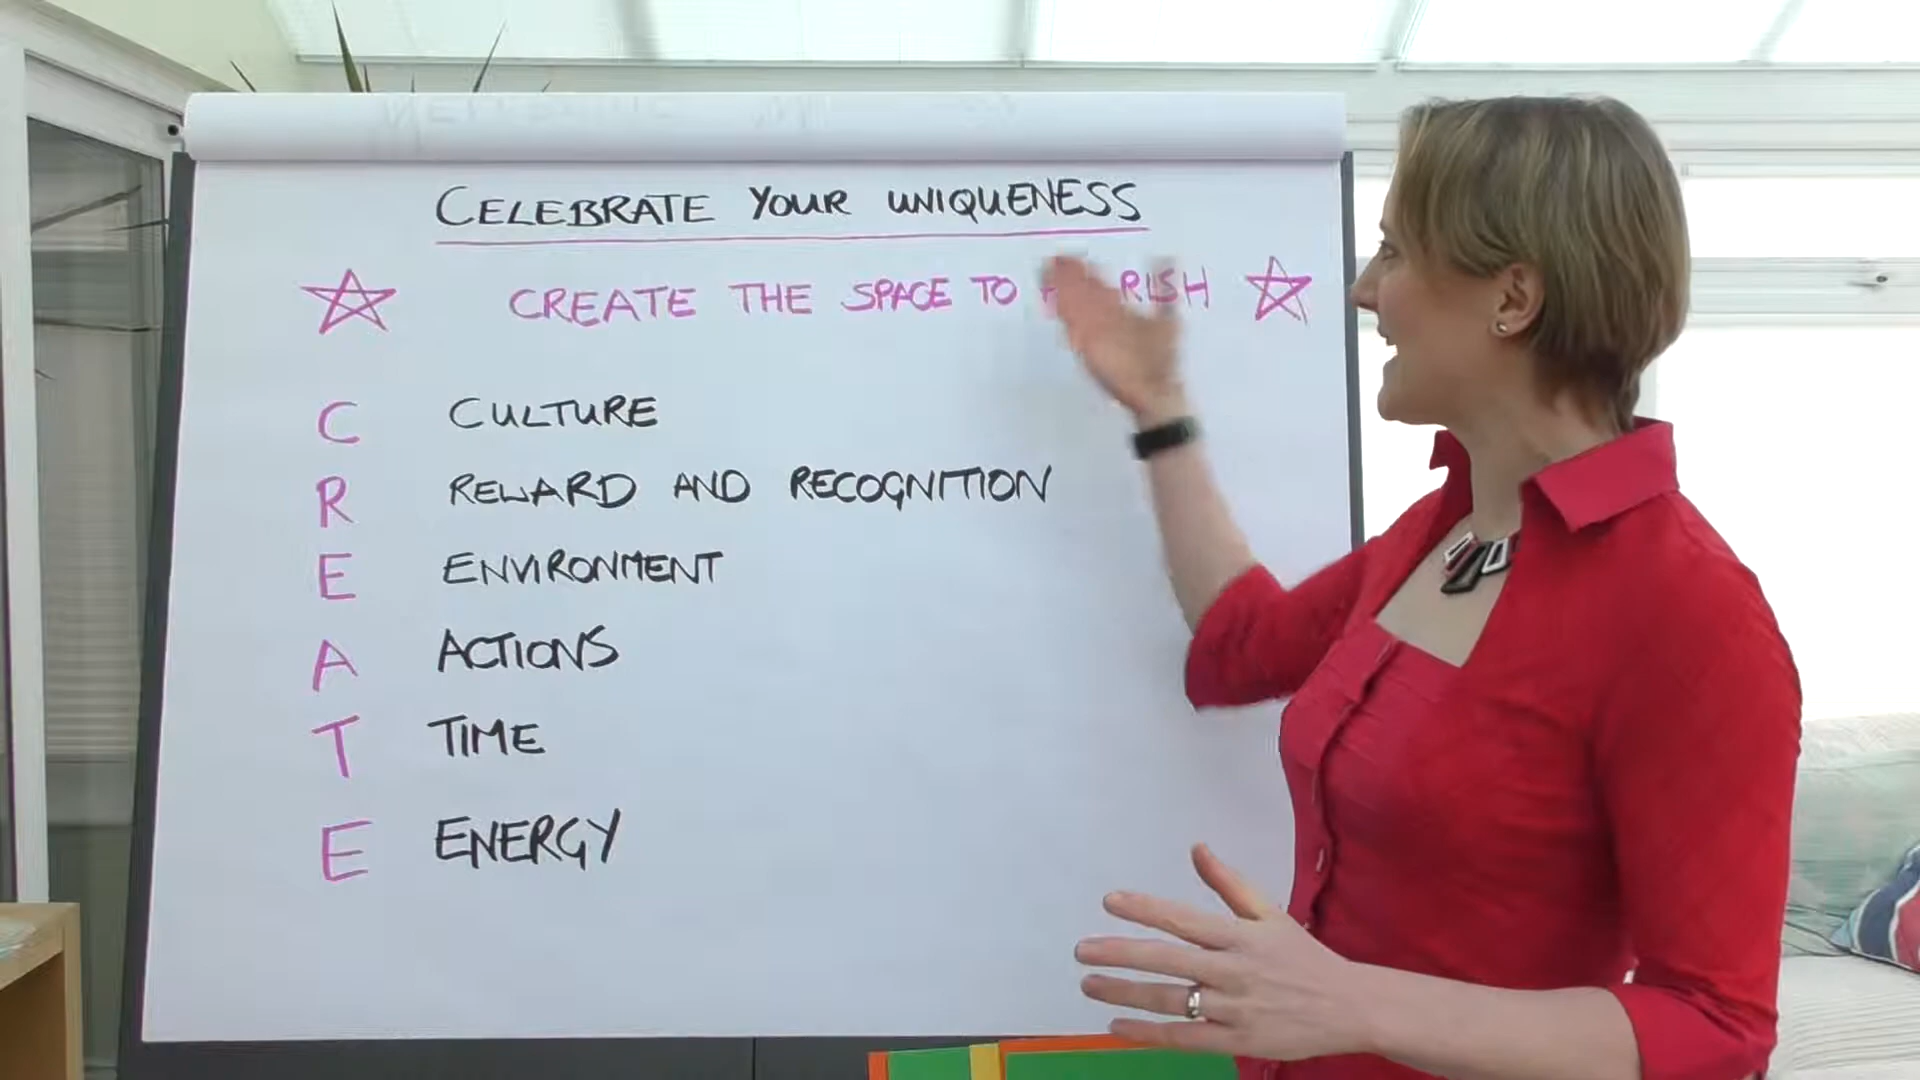 CELEBRATE YOUR UNIQUENESS
CREATE THE SPACE TO
C CULTURE
R REWARD AND RECOGNITION
E ENVIRONMENT
A ACTIONS
T TIME
E ENERGY